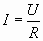 I = U/R